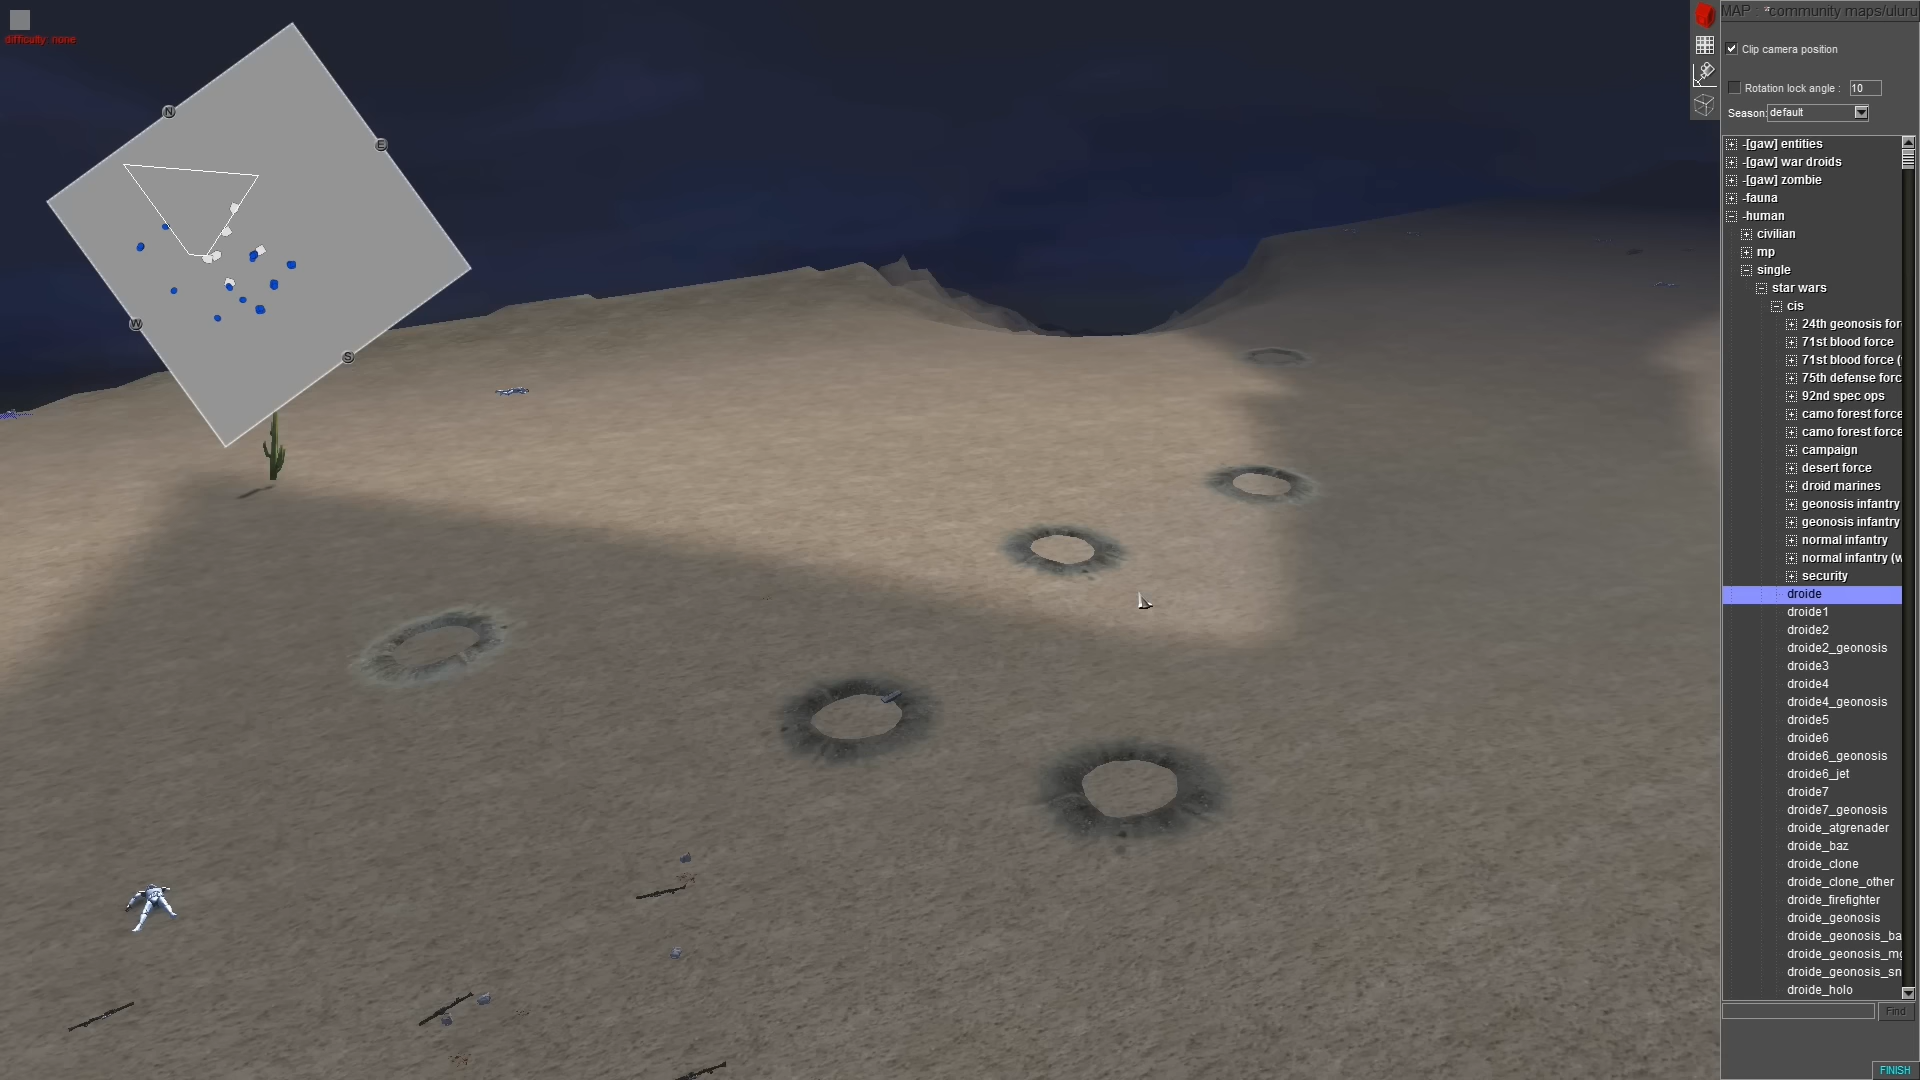 difficulty: none
N
E
W
S
MAP : *community maps/uluru
Clip camera position
Rotation lock angle : 10
Season: default
-[gaw] entities
-[gaw] war droids
-[gaw] zombie
-fauna
-human
civilian
mp
single
star wars
cis
24th geonosis for
71st blood force
71st blood force (
75th defense forc
92nd spec ops
camo forest force
camo forest force
campaign
desert force
droid marines
geonosis infantry
geonosis infantry
normal infantry
normal infantry (w
security
droide
droide1
droide2
droide2_geonosis
droide3
droide4
droide4_geonosis
droide5
droide6
droide6_geonosis
droide6_jet
droide7
droide7_geonosis
droide_atgrenader
droide_baz
droide_clone
droide_clone_other
droide_firefighter
droide_geonosis
droide_geonosis_ba
droide_geonosis_mg
droide_geonosis_sn
droide_holo
Find
FINISH